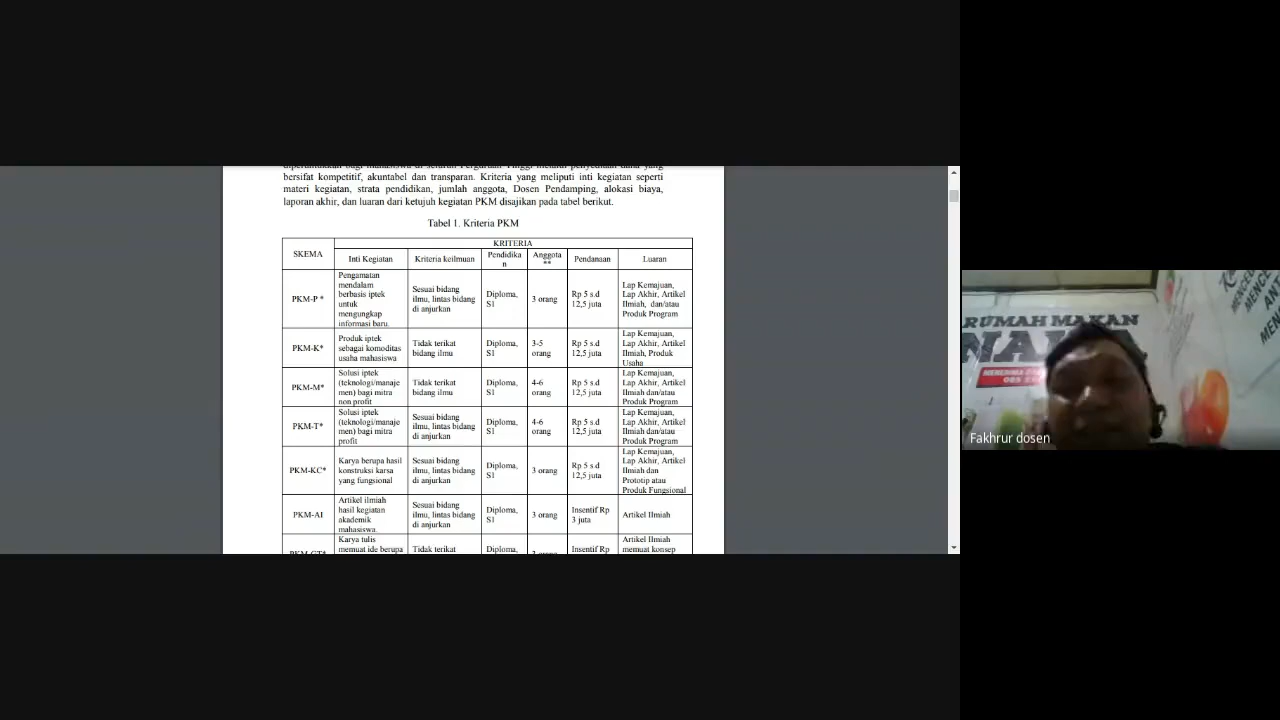 bersifat kompetitif, akuntabel dan transparan. Kriteria yang meliputi inti kegiatan seperti
materi kegiatan, strata pendidikan, jumlah anggota, Dosen Pendamping, alokasi biaya,
laporan akhir, dan luaran dari ketujuh kegiatan PKM disajikan pada tabel berikut.
Tabel 1. Kriteria PKM
SKEMA
KRITERIA
Inti Kegiatan
Kriteria keilmuan
Pendidika
n
Anggota
**
Pendanaan
Luaran
PKM-P *
Pengamatan
mendalam
berbasis iptek
untuk
mengungkap
informasi baru.
Sesuai bidang
ilmu, lintas bidang
di anjurkan
Diploma,
S1
3 orang
Rp 5 s.d
12,5 juta
Lap Kemajuan,
Lap Akhir, Artikel
Ilmiah, dan/atau
Produk Program
PKM-K*
Produk iptek
sebagai komoditas
usaha mahasiswa
Tidak terikat
bidang ilmu
Diploma,
S1
3-5
orang
Rp 5 s.d
12,5 juta
Lap Kemajuan,
Lap Akhir, Artikel
Ilmiah, Produk
Usaha
PKM-M*
Solusi iptek
(teknologi/manaje
men) bagi mitra
non profit
Tidak terikat
bidang ilmu
Diploma,
S1
4-6
orang
Rp 5 s.d
12,5 juta
Lap Kemajuan,
Lap Akhir, Artikel
Ilmiah dan/atau
Produk Program
PKM-T*
Solusi iptek
(teknologi/manaje
men) bagi mitra
profit
Sesuai bidang
ilmu, lintas bidang
di anjurkan
Diploma,
S1
4-6
orang
Rp 5 s.d
12,5 juta
Lap Kemajuan,
Lap Akhir, Artikel
Ilmiah dan/atau
Produk Program
PKM-KC*
Karya berupa hasil
konstruksi karsa
yang fungsional
Sesuai bidang
ilmu, lintas bidang
di anjurkan
Diploma,
S1
3 orang
Rp 5 s.d
12,5 juta
Lap Kemajuan,
Lap Akhir, Artikel
Ilmiah dan
Prototip atau
Produk Fungsional
PKM-AI
Artikel ilmiah
hasil kegiatan
akademik
mahasiswa.
Sesuai bidang
ilmu, lintas bidang
di anjurkan
Diploma,
S1
3 orang
Insentif Rp
3 juta
Artikel Ilmiah
PKM-GT*
Karya tulis
memuat ide berupa
Tidak terikat
Diploma,
3 orang
Insentif Rp
Artikel Ilmiah
memuat konsep
RUMAH MAKAN
Fakhrur dosen